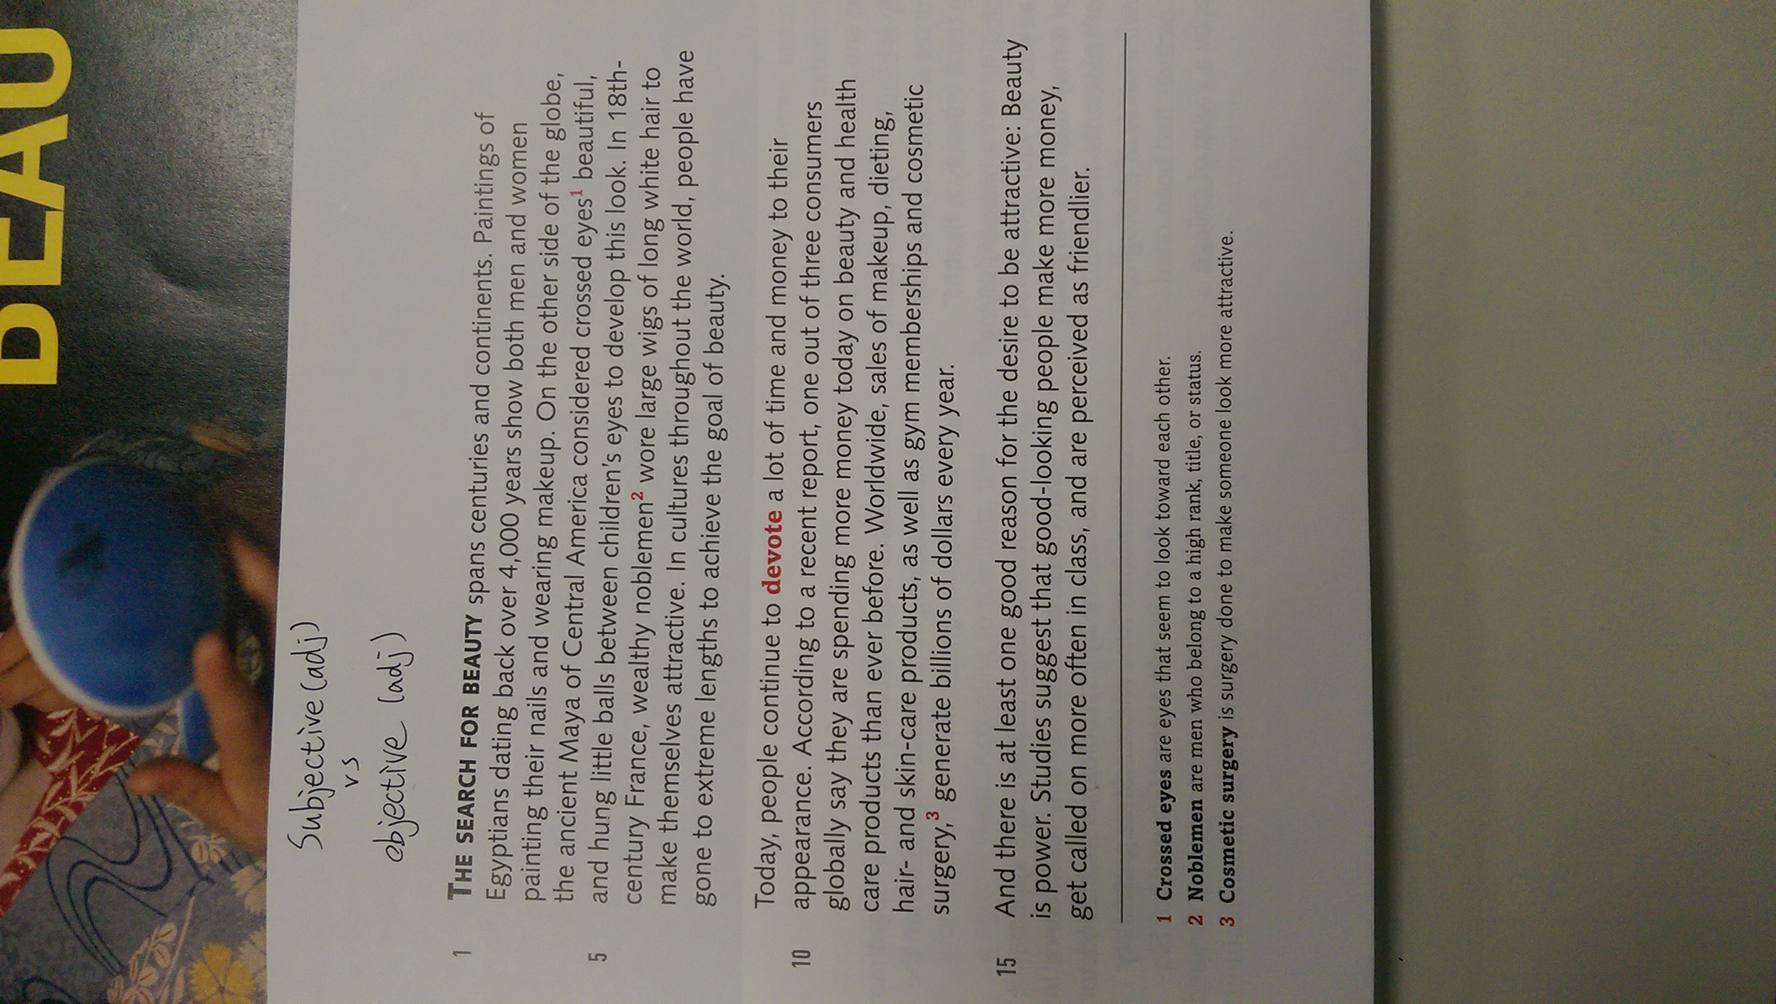 BEAU
Subjective (adj)
vs
objective (adj)
1 THE SEARCH FOR BEAUTY spans centuries and continents. Paintings of
Egyptians dating back over 4,000 years show both men and women
painting their nails and wearing makeup. On the other side of the globe,
the ancient Maya of Central America considered crossed eyes1 beautiful,
5 and hung little balls between children's eyes to develop this look. In 18th-
century France, wealthy noblemen2 wore large wigs of long white hair to
make themselves attractive. In cultures throughout the world, people have
gone to extreme lengths to achieve the goal of beauty.
Today, people continue to devote a lot of time and money to their
10 appearance. According to a recent report, one out of three consumers
globally say they are spending more money today on beauty and health
care products than ever before. Worldwide, sales of makeup, dieting,
hair- and skin-care products, as well as gym memberships and cosmetic
surgery,3 generate billions of dollars every year.
15 And there is at least one good reason for the desire to be attractive: Beauty
is power. Studies suggest that good-looking people make more money,
get called on more often in class, and are perceived as friendlier.
1 Crossed eyes are eyes that seem to look toward each other.
2 Noblemen are men who belong to a high rank, title, or status.
3 Cosmetic surgery is surgery done to make someone look more attractive.